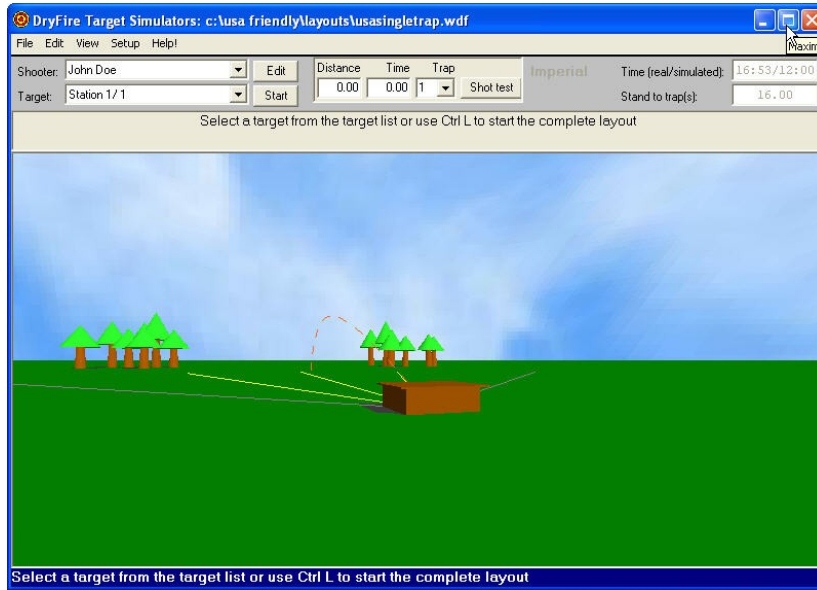 DryFire Target Simulators: c:\usa friendly\layouts\usasingletrap.wdf
File Edit View Setup Help!
Maxim
Shooter: John Doe Edit Distance Time Trap Imperial Time (real/simulated): 16:53/12:00
Target: Station 1/ 1 Start 0.00 0.00 1 Shot test Stand to trap(s): 16.00
Select a target from the target list or use Ctrl L to start the complete layout
Select a target from the target list or use Ctrl L to start the complete layout